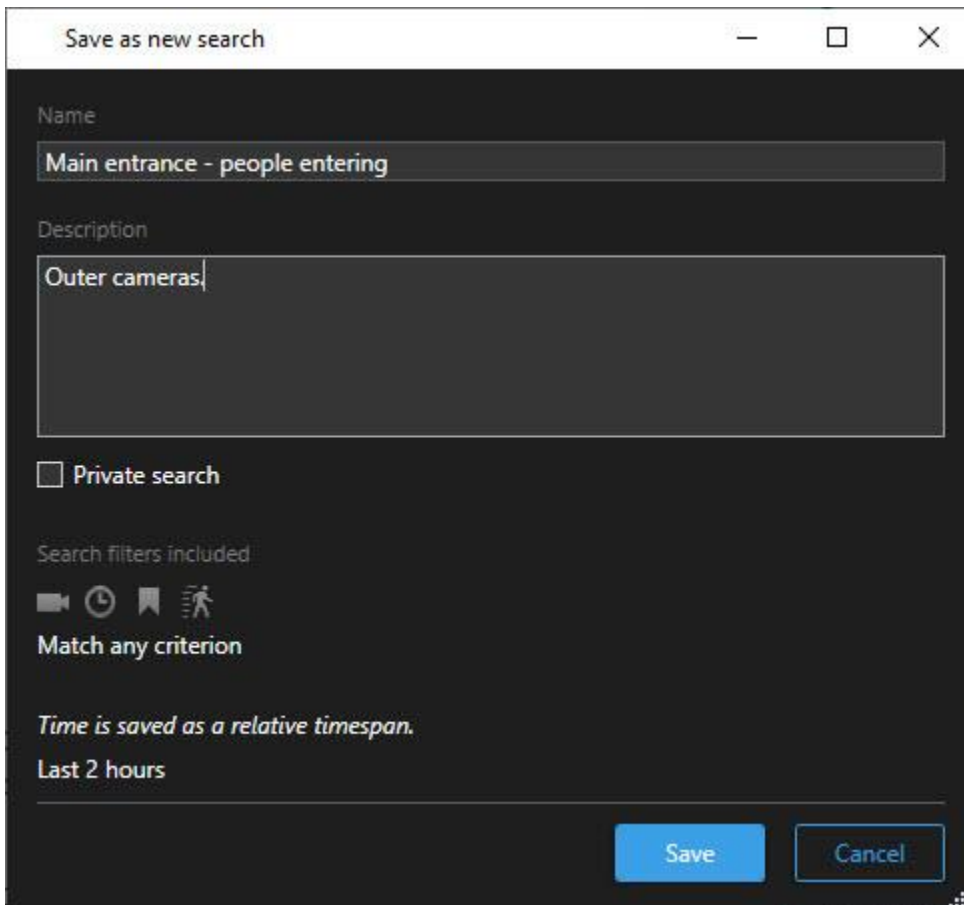 Save as new search
Name
Main entrance - people entering
Description
Outer cameras.
Private search
Search filters included
Match any criterion
Time is saved as a relative timespan.
Last 2 hours
Save
Cancel